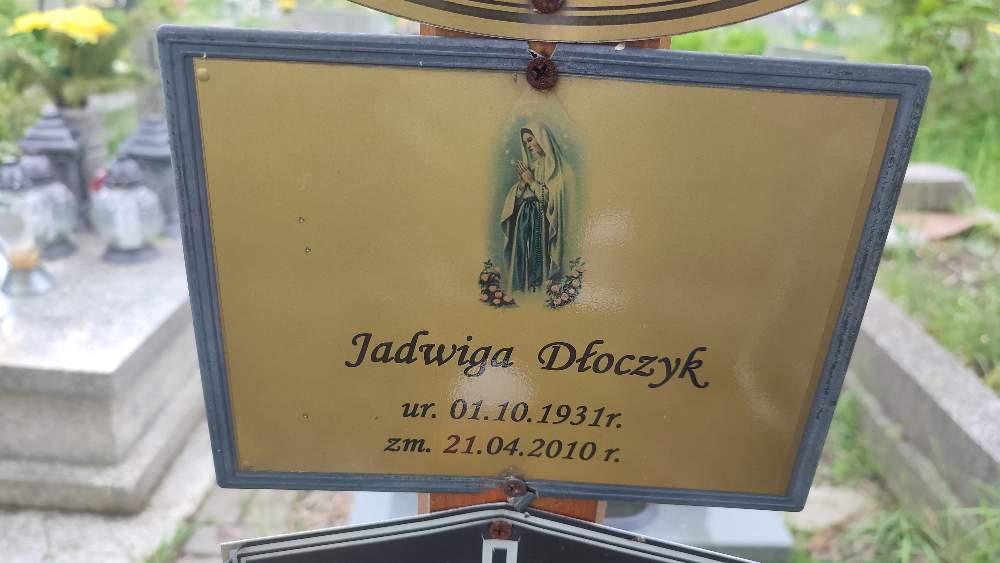 Jadwiga Dłoczyk
ur. 01.10.1931r.
zm. 21.04.2010 r.